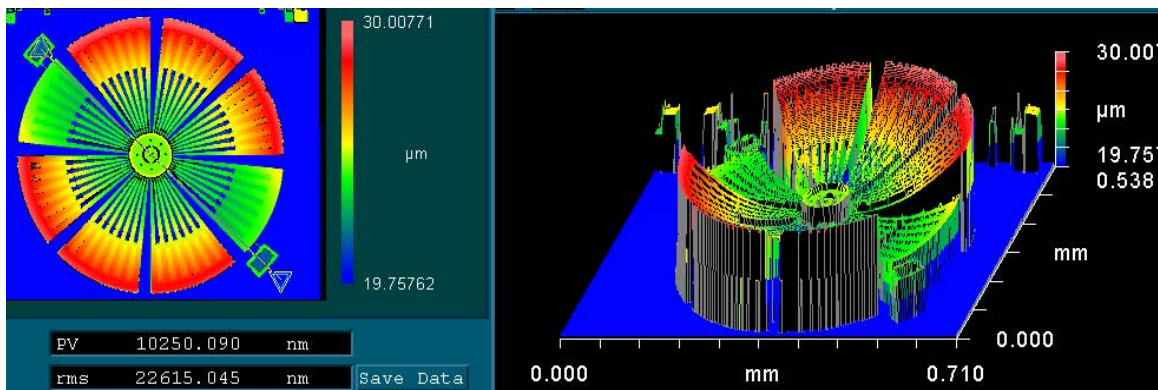 30.00771
µm
19.75762
PV 10250.090 nm
rms 22615.045 nm Save Data
30.007
µm
19.757
0.538
mm
0.000
0.000 mm 0.710